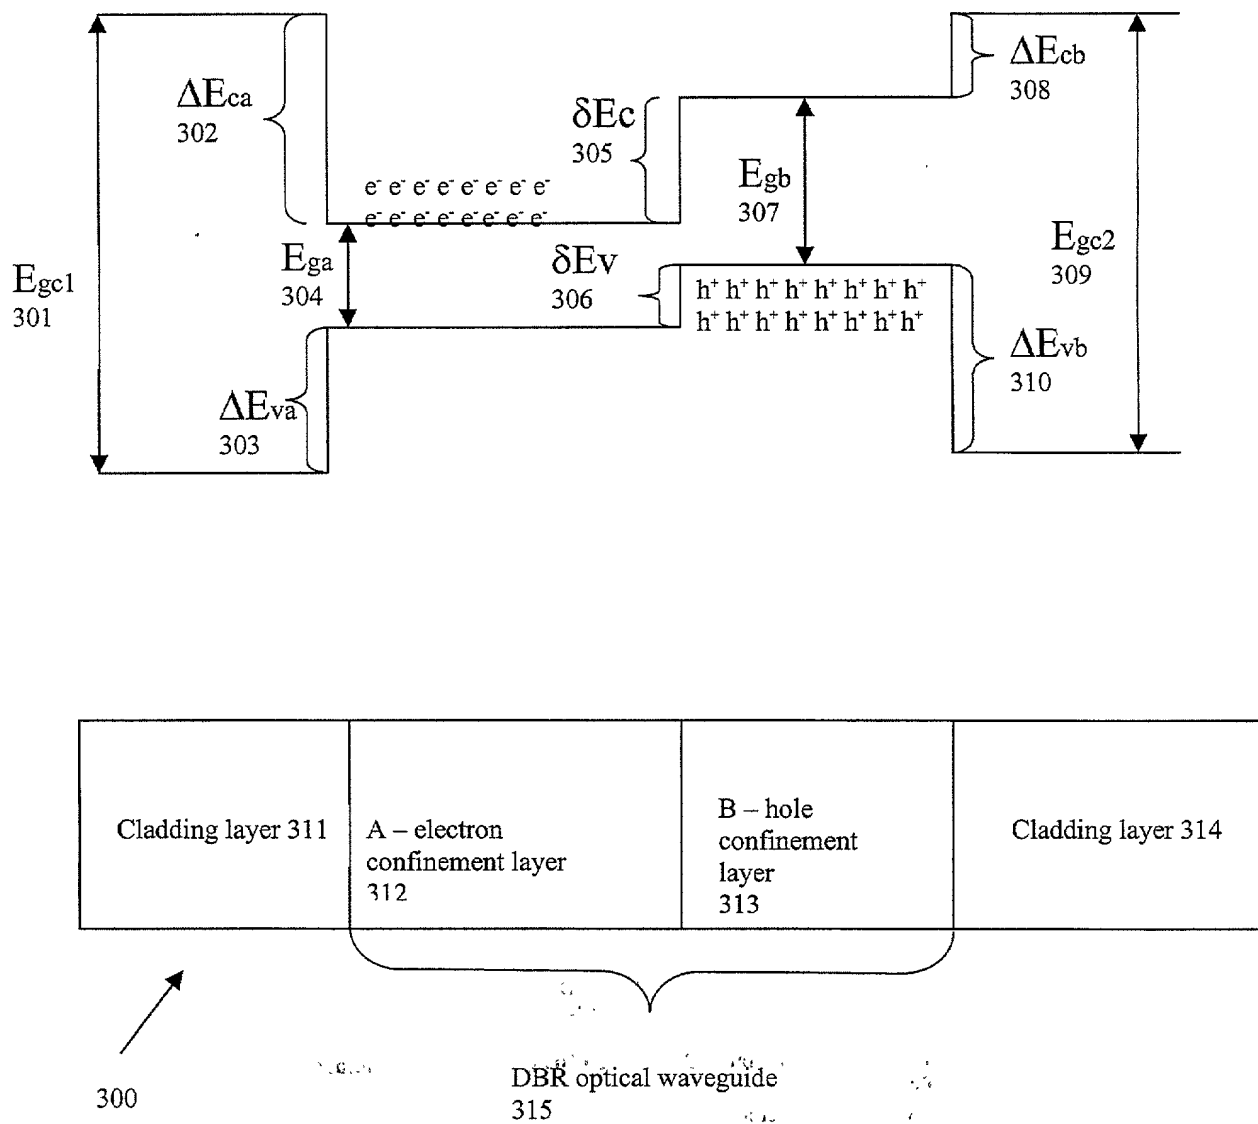 ΔEca
302
δEc
305
ΔEcb
308
Egb
307
e⁻ e⁻ e⁻ e⁻ e⁻ e⁻ e⁻ e⁻
e⁻ e⁻ e⁻ e⁻ e⁻ e⁻ e⁻ e⁻
Egc1
301
Ega
304
δEv
306
Egc2
309
h⁺ h⁺ h⁺ h⁺ h⁺ h⁺ h⁺ h⁺
h⁺ h⁺ h⁺ h⁺ h⁺ h⁺ h⁺ h⁺
ΔEva
303
ΔEvb
310
Cladding layer 311
A – electron
confinement layer
312
B – hole
confinement
layer
313
Cladding layer 314
300
DBR optical waveguide
315